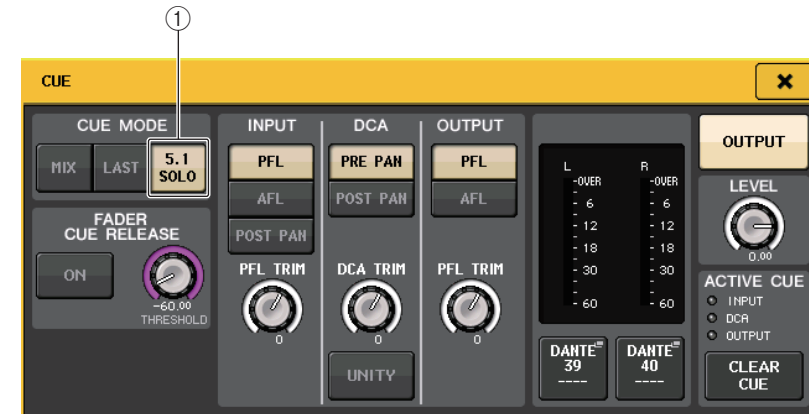 ①
CUE
CUE MODE
MIX
LAST
5.1
SOLO
FADER
CUE RELEASE
ON
-60.00
THRESHOLD
INPUT
PFL
AFL
POST PAN
PFL TRIM
0
DCA
PRE PAN
POST PAN
DCA TRIM
0
UNITY
OUTPUT
PFL
AFL
PFL TRIM
0
L R
-OVER -OVER
- 6 - 6
- 12 - 12
- 18 - 18
- 30 - 30
- 60 - 60
DANTE
39
----
DANTE
40
----
OUTPUT
LEVEL
0.00
ACTIVE CUE
INPUT
DCA
OUTPUT
CLEAR
CUE